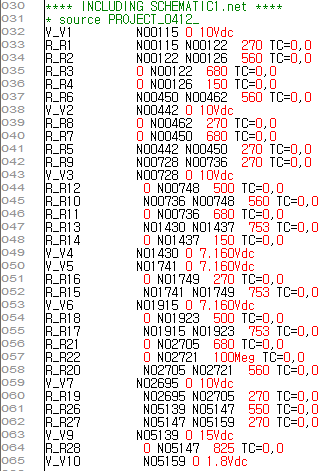 030 **** INCLUDING SCHEMATIC1.net ****
031 * source PROJECT_0412_
032 V_V1 N00115 0 10Vdc
033 R_R1 N00115 N00122 270 TC=0,0
034 R_R2 N00122 N00126 560 TC=0,0
035 R_R3 0 N00122 680 TC=0,0
036 R_R4 0 N00126 150 TC=0,0
037 R_R6 N00450 N00462 560 TC=0,0
038 V_V2 N00442 0 10Vdc
039 R_R8 0 N00462 270 TC=0,0
040 R_R7 0 N00450 680 TC=0,0
041 R_R5 N00442 N00450 270 TC=0,0
042 R_R9 N00728 N00736 270 TC=0,0
043 V_V3 N00728 0 10Vdc
044 R_R12 0 N00748 500 TC=0,0
045 R_R10 N00736 N00748 560 TC=0,0
046 R_R11 0 N00736 680 TC=0,0
047 R_R13 N01430 N01437 753 TC=0,0
048 R_R14 0 N01437 150 TC=0,0
049 V_V4 N01430 0 7.160Vdc
050 V_V5 N01741 0 7.160Vdc
051 R_R16 0 N01749 270 TC=0,0
052 R_R15 N01741 N01749 753 TC=0,0
053 V_V6 N01915 0 7.160Vdc
054 R_R18 0 N01923 500 TC=0,0
055 R_R17 N01915 N01923 753 TC=0,0
056 R_R21 0 N02705 680 TC=0,0
057 R_R22 0 N02721 100Meg TC=0,0
058 R_R20 N02705 N02721 560 TC=0,0
059 V_V7 N02695 0 10Vdc
060 R_R19 N02695 N02705 270 TC=0,0
061 R_R26 N05139 N05147 550 TC=0,0
062 R_R27 N05147 N05159 270 TC=0,0
063 V_V9 N05139 0 15Vdc
064 R_R28 0 N05147 825 TC=0,0
065 V_V10 N05159 0 1.8Vdc